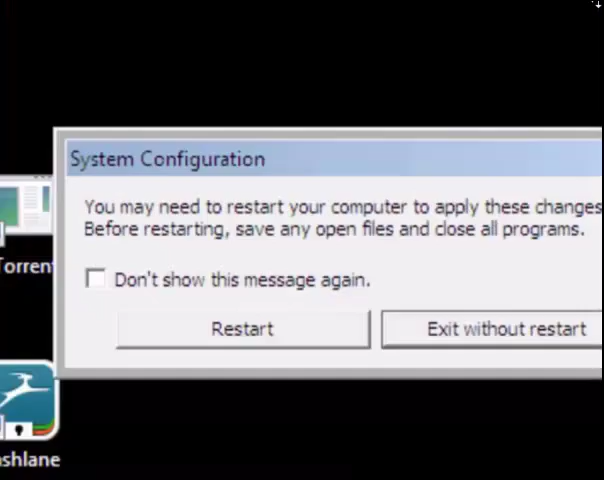 System Configuration
You may need to restart your computer to apply these changes
Before restarting, save any open files and close all programs.
Don't show this message again.
Restart
Exit without restart
Torrent
ashlane